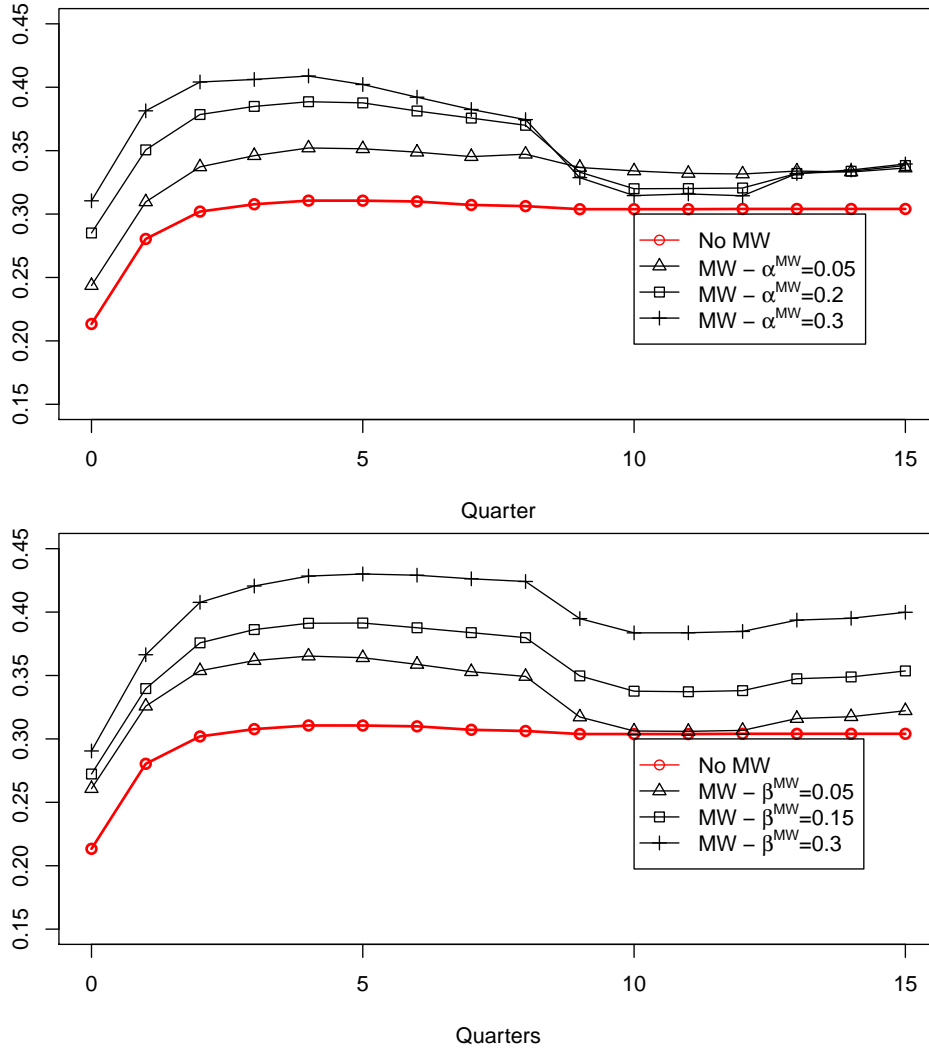 0.45
0.40
0.35
0.30
0.25
0.20
0.15
No MW
MW − α^MW=0.05
MW − α^MW=0.2
MW − α^MW=0.3
0 5 10 15
Quarter
0.45
0.40
0.35
0.30
0.25
0.20
0.15
No MW
MW − β^MW=0.05
MW − β^MW=0.15
MW − β^MW=0.3
0 5 10 15
Quarters